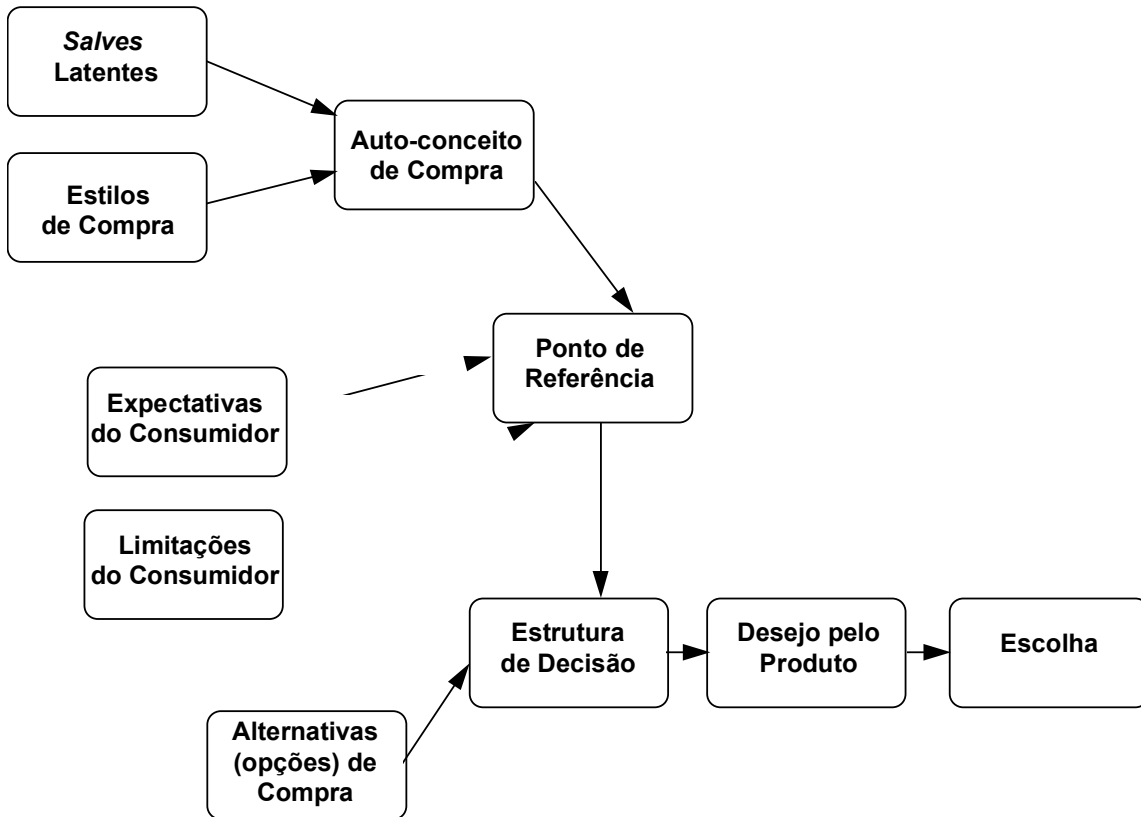 Salves
Latentes
Auto-conceito
de Compra
Estilos
de Compra
Ponto de
Referência
Expectativas
do Consumidor
Limitações
do Consumidor
Estrutura
de Decisão
Desejo pelo
Produto
Escolha
Alternativas
(opções) de
Compra